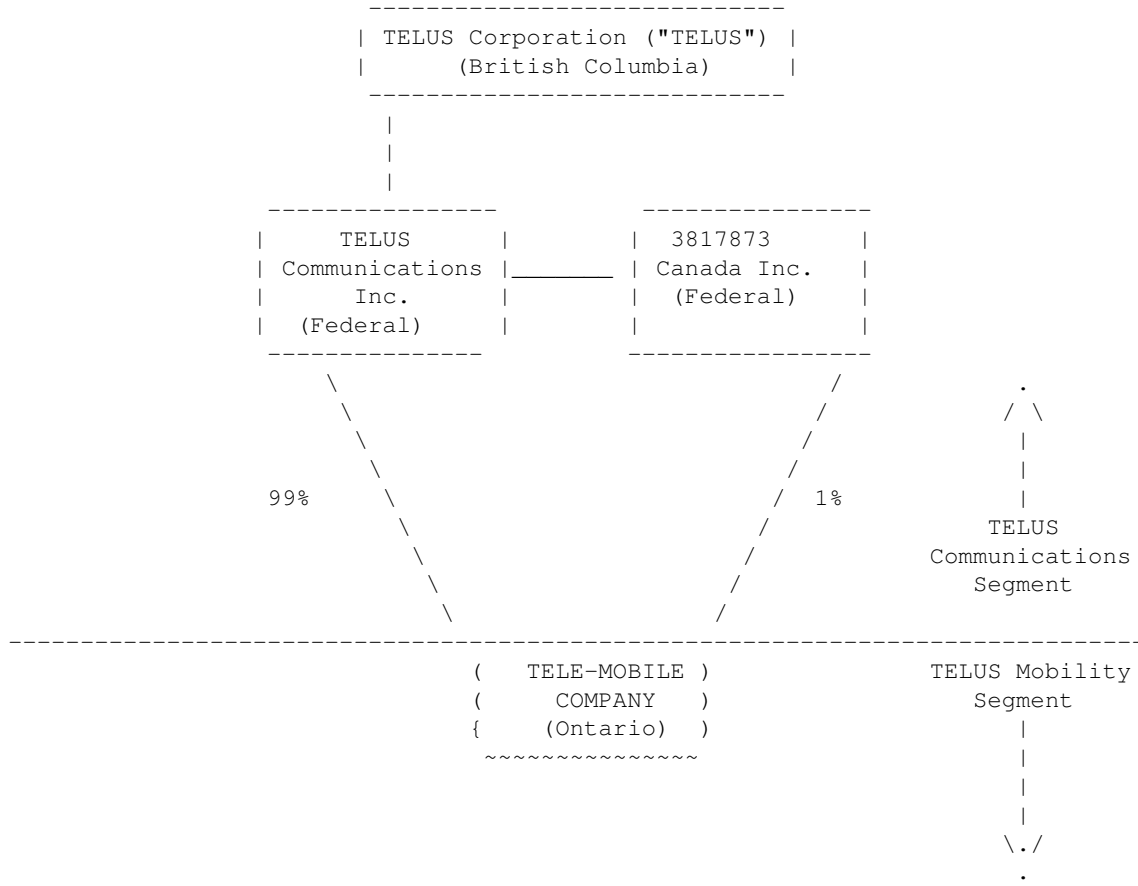 TELUS Corporation ("TELUS")
(British Columbia)
TELUS 3817873
Communications Canada Inc.
Inc. (Federal)
(Federal)
99% 1%
TELUS
Communications
Segment
TELE-MOBILE TELUS Mobility
COMPANY Segment
(Ontario)